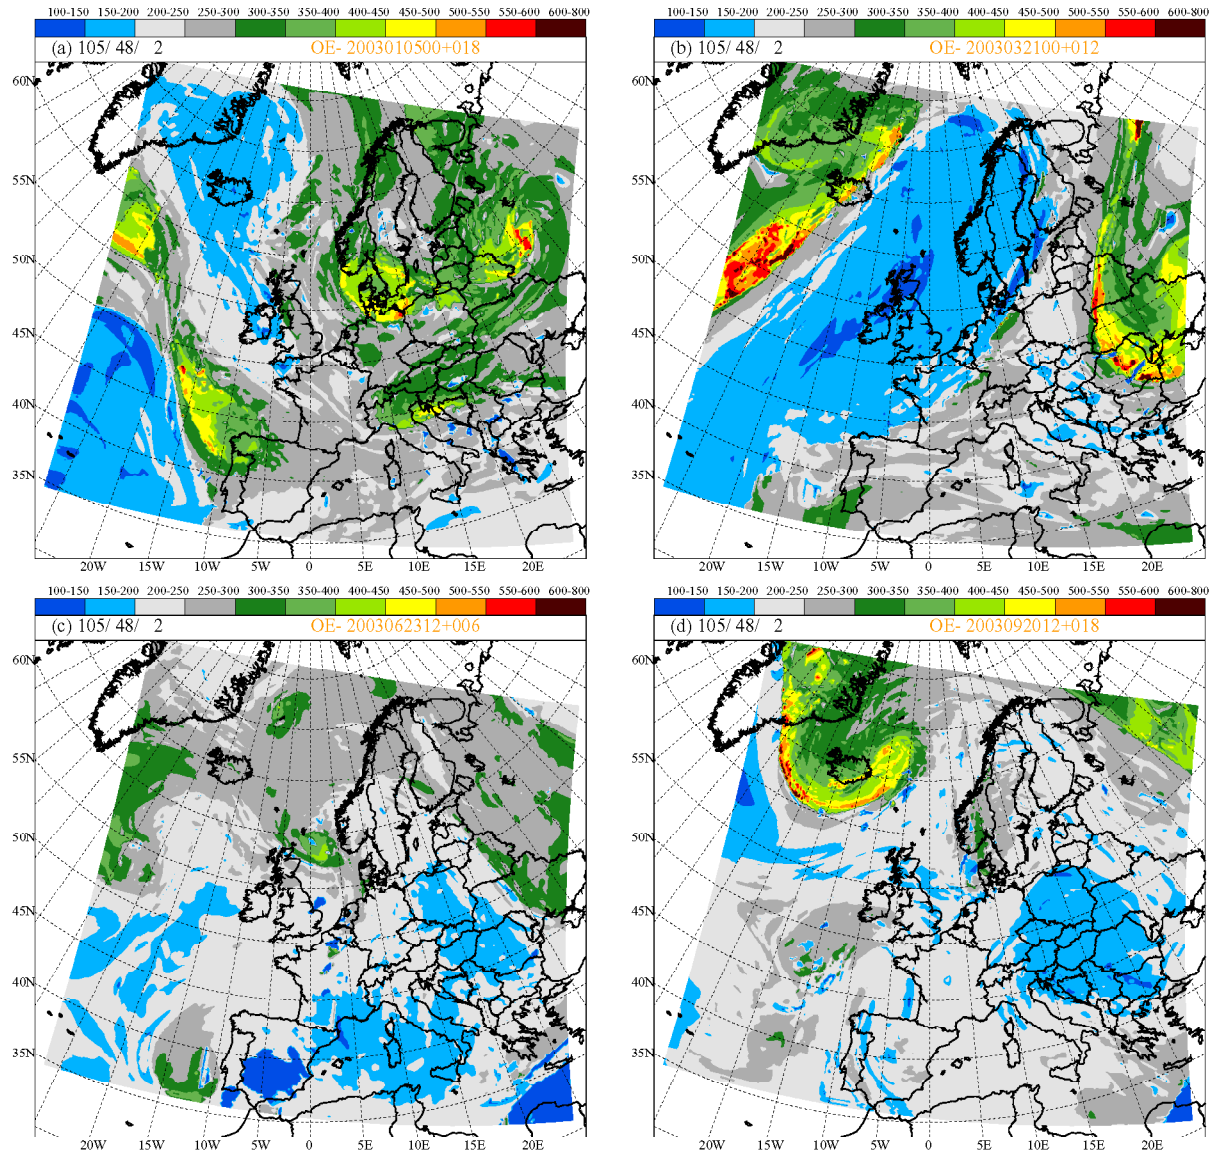 100-150 150-200 200-250 250-300 300-350 350-400 400-450 450-500 500-550 550-600 600-800
(a) 105/ 48/ 2 OE- 2003010500+018
60N
55N
50N
45N
40N
35N
20W 15W 10W 5W 0 5E 10E 15E 20E
100-150 150-200 200-250 250-300 300-350 350-400 400-450 450-500 500-550 550-600 600-800
(b) 105/ 48/ 2 OE- 2003032100+012
60N
55N
50N
45N
40N
35N
20W 15W 10W 5W 0 5E 10E 15E 20E
100-150 150-200 200-250 250-300 300-350 350-400 400-450 450-500 500-550 550-600 600-800
(c) 105/ 48/ 2 OE- 2003062312+006
60N
55N
50N
45N
40N
35N
20W 15W 10W 5W 0 5E 10E 15E 20E
100-150 150-200 200-250 250-300 300-350 350-400 400-450 450-500 500-550 550-600 600-800
(d) 105/ 48/ 2 OE- 2003092012+018
60N
55N
50N
45N
40N
35N
20W 15W 10W 5W 0 5E 10E 15E 20E